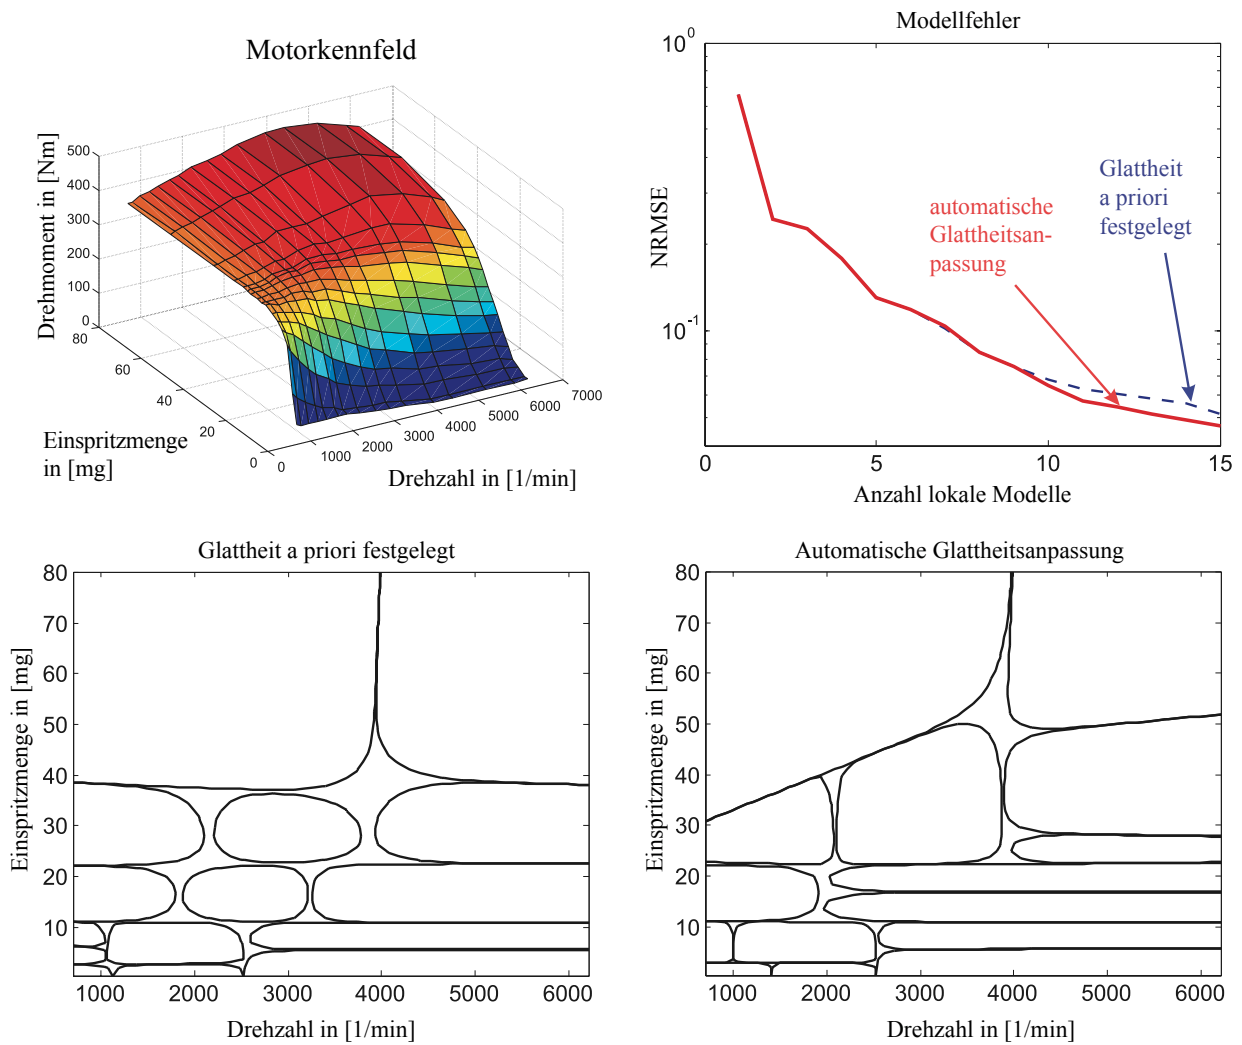 Motorkennfeld
Drehmoment in [Nm]
500
400
300
200
100
0
80
60
40
20
0
Einspritzmenge
in [mg]
0
1000
2000
3000
4000
5000
6000
7000
Drehzahl in [1/min]
Modellfehler
NRMSE
10^0
10^-1
automatische
Glattheitsan-
passung
Glattheit
a priori
festgelegt
0 5 10 15
Anzahl lokale Modelle
Glattheit a priori festgelegt
Einspritzmenge in [mg]
80
70
60
50
40
30
20
10
1000 2000 3000 4000 5000 6000
Drehzahl in [1/min]
Automatische Glattheitsanpassung
Einspritzmenge in [mg]
80
70
60
50
40
30
20
10
1000 2000 3000 4000 5000 6000
Drehzahl in [1/min]